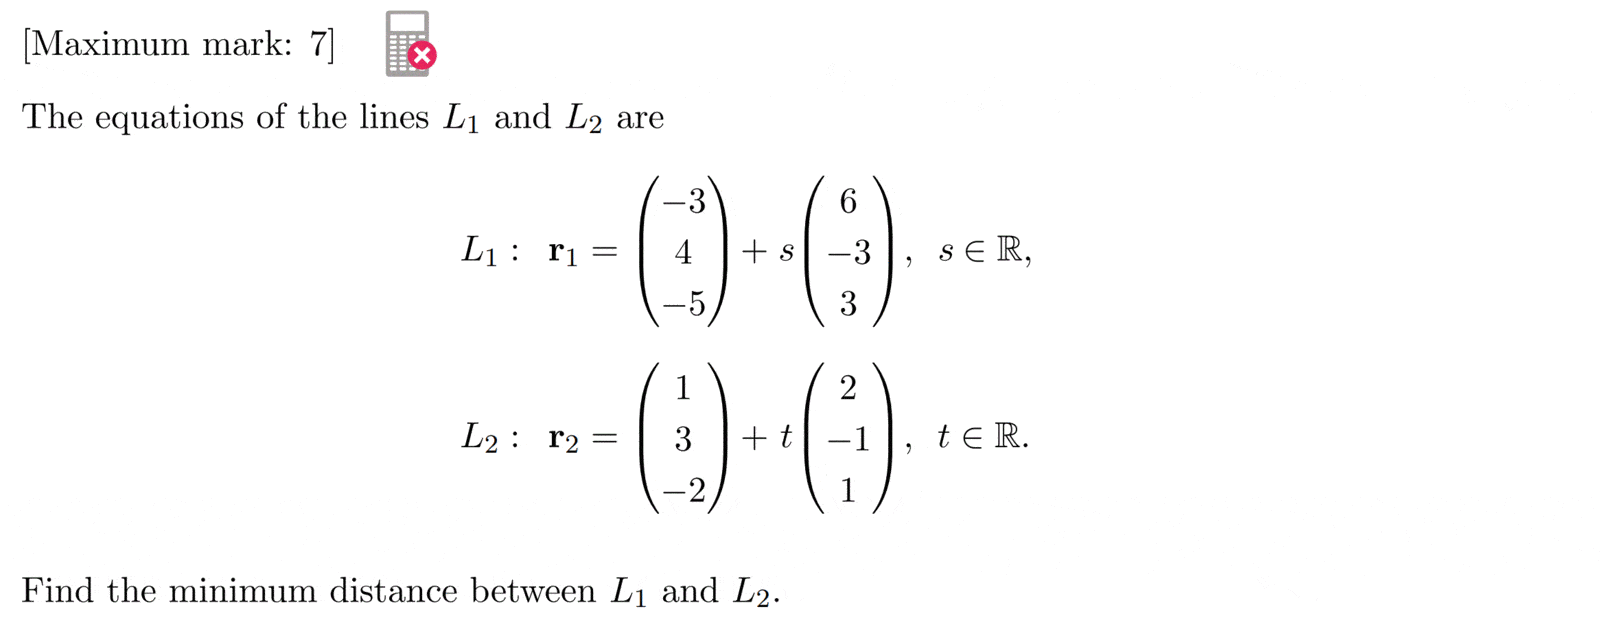 [Maximum mark: 7]
The equations of the lines L₁ and L₂ are
L₁ : r₁ = (−3 4 −5) + s (6 −3 3), s ∈ ℝ,
L₂ : r₂ = (1 3 −2) + t (2 −1 1), t ∈ ℝ.
Find the minimum distance between L₁ and L₂.